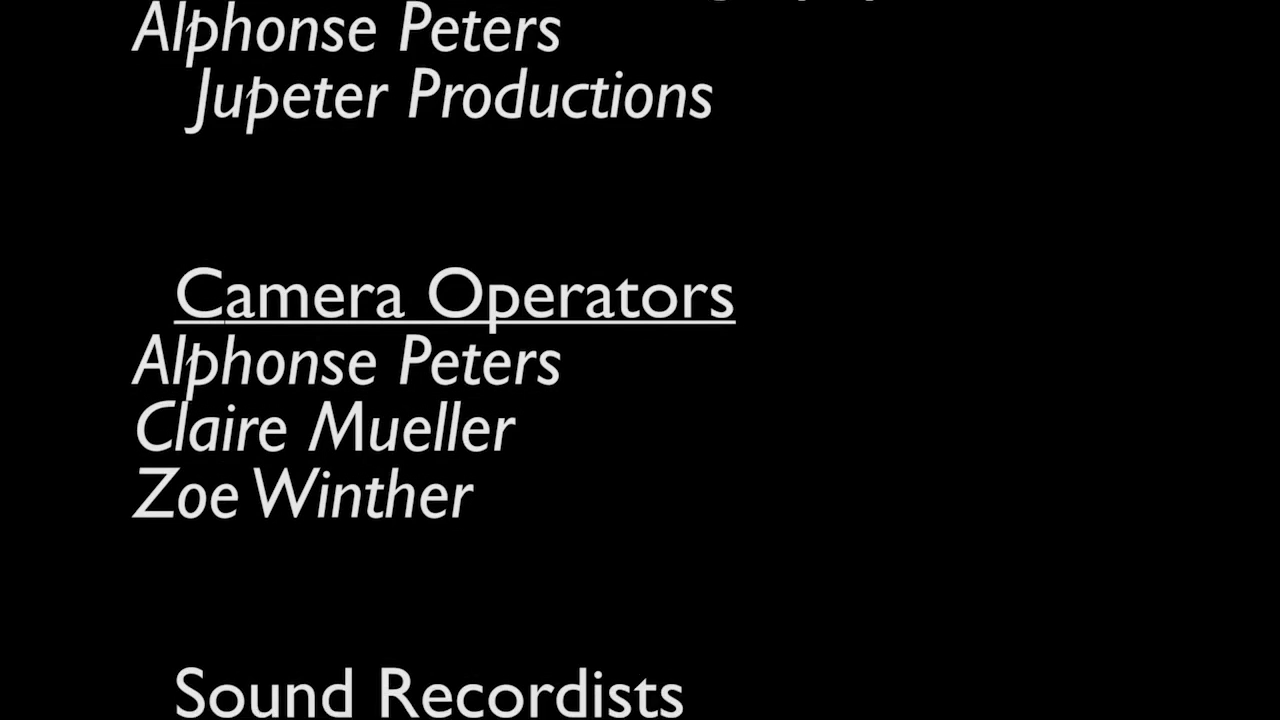 Alphonse Peters
Jupeter Productions
Camera Operators
Alphonse Peters
Claire Mueller
Zoe Winther
Sound Recordists